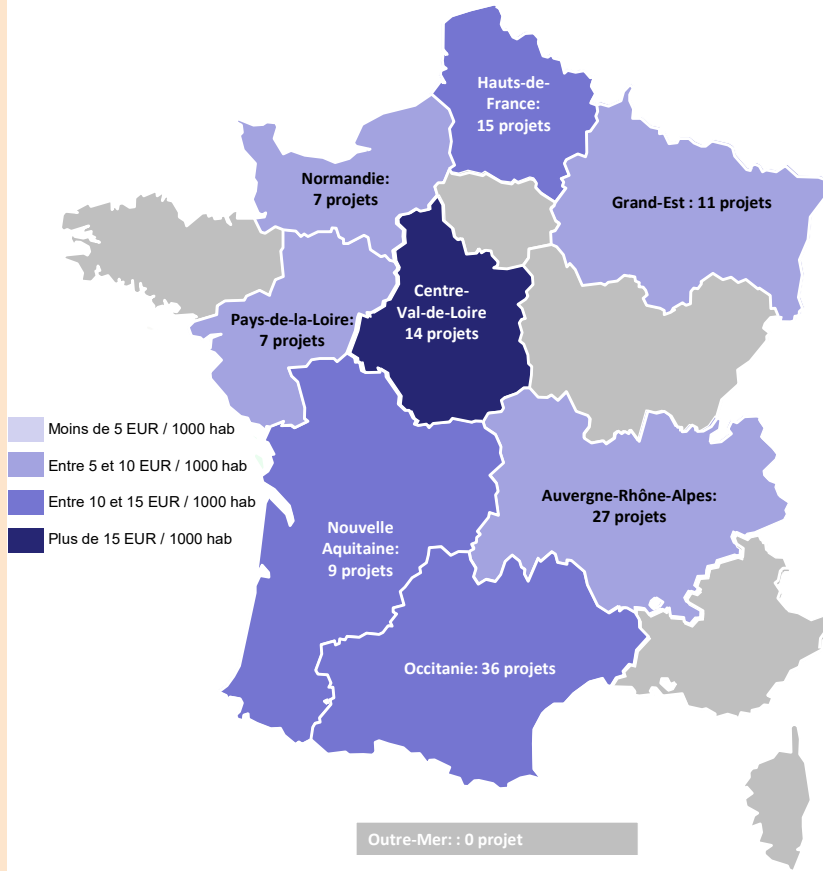 Hauts-de-
France:
15 projets
Normandie:
7 projets
Grand-Est : 11 projets
Centre-
Val-de-Loire
14 projets
Pays-de-la-Loire:
7 projets
Moins de 5 EUR / 1000 hab
Entre 5 et 10 EUR / 1000 hab
Entre 10 et 15 EUR / 1000 hab
Plus de 15 EUR / 1000 hab
Auvergne-Rhône-Alpes:
27 projets
Nouvelle
Aquitaine:
9 projets
Occitanie: 36 projets
Outre-Mer: : 0 projet